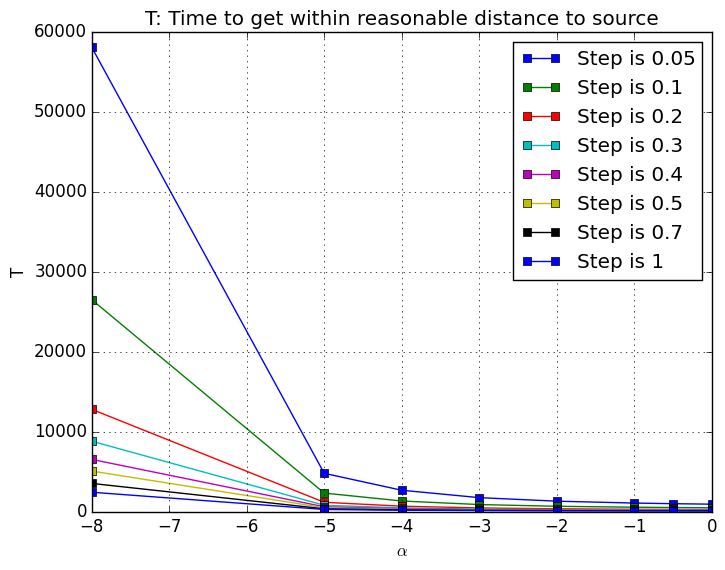 T: Time to get within reasonable distance to source
60000
50000
40000
30000
20000
10000
0
T
Step is 0.05
Step is 0.1
Step is 0.2
Step is 0.3
Step is 0.4
Step is 0.5
Step is 0.7
Step is 1
−8 −7 −6 −5 −4 −3 −2 −1 0
α